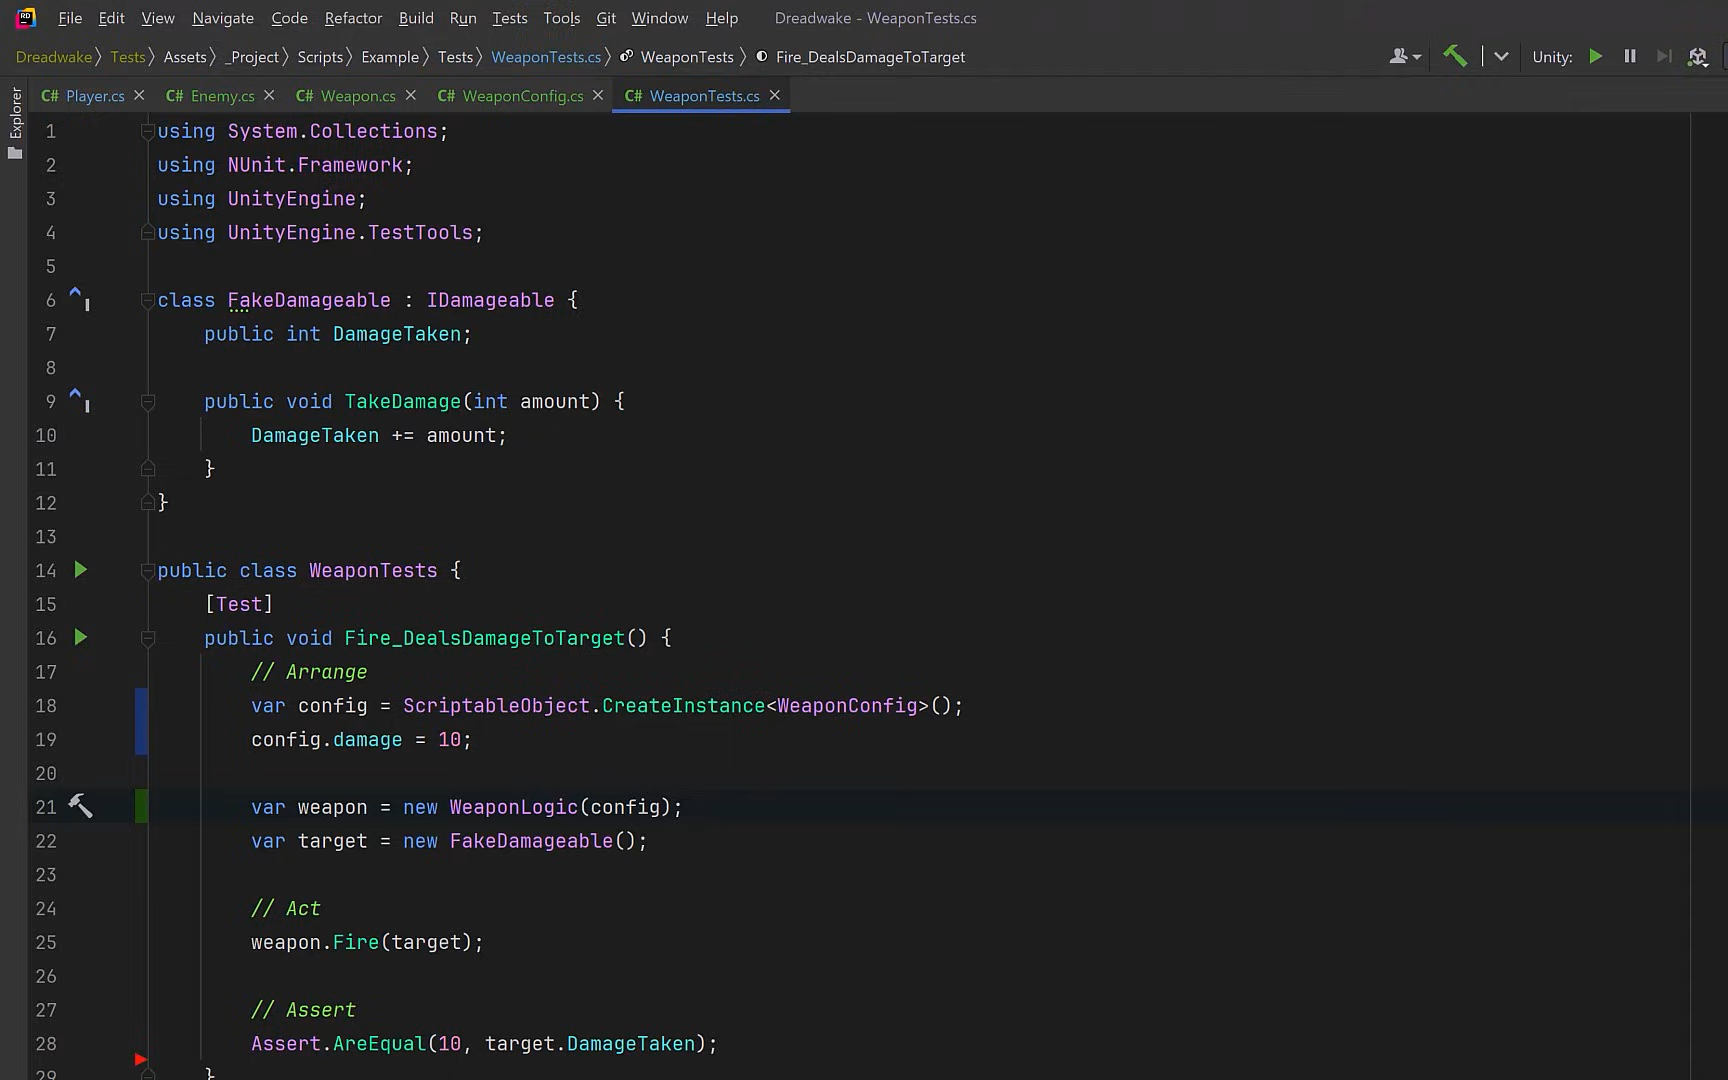 RD File Edit View Navigate Code Refactor Build Run Tests Tools Git Window Help Dreadwake - WeaponTests.cs
Dreadwake Tests Assets _Project Scripts Example Tests WeaponTests.cs WeaponTests Fire_DealsDamageToTarget Unity:
Explorer
C# Player.cs C# Enemy.cs C# Weapon.cs C# WeaponConfig.cs C# WeaponTests.cs
1 using System.Collections;
2 using NUnit.Framework;
3 using UnityEngine;
4 using UnityEngine.TestTools;
5
6 class FakeDamageable : IDamageable {
7 public int DamageTaken;
8
9 public void TakeDamage(int amount) {
10 DamageTaken += amount;
11 }
12 }
13
14 public class WeaponTests {
15 [Test]
16 public void Fire_DealsDamageToTarget() {
17 // Arrange
18 var config = ScriptableObject.CreateInstance<WeaponConfig>();
19 config.damage = 10;
20
21 var weapon = new WeaponLogic(config);
22 var target = new FakeDamageable();
23
24 // Act
25 weapon.Fire(target);
26
27 // Assert
28 Assert.AreEqual(10, target.DamageTaken);
29 }